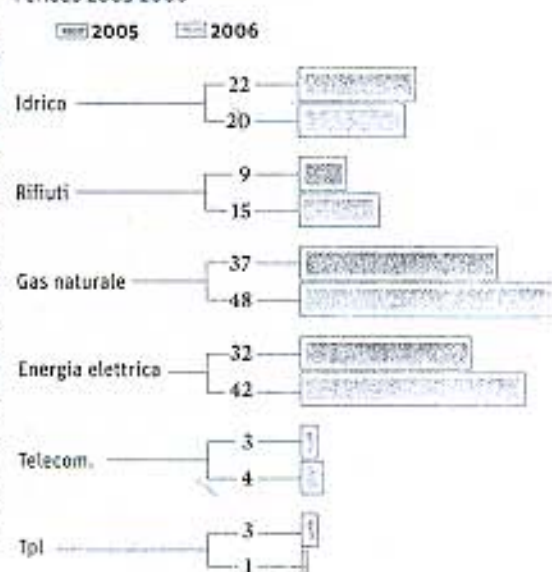 2005 2006
22
Idrico
20
9
Rifiuti
15
37
Gas naturale
48
32
Energia elettrica
42
3
Telecom.
4
3
Tpl
1